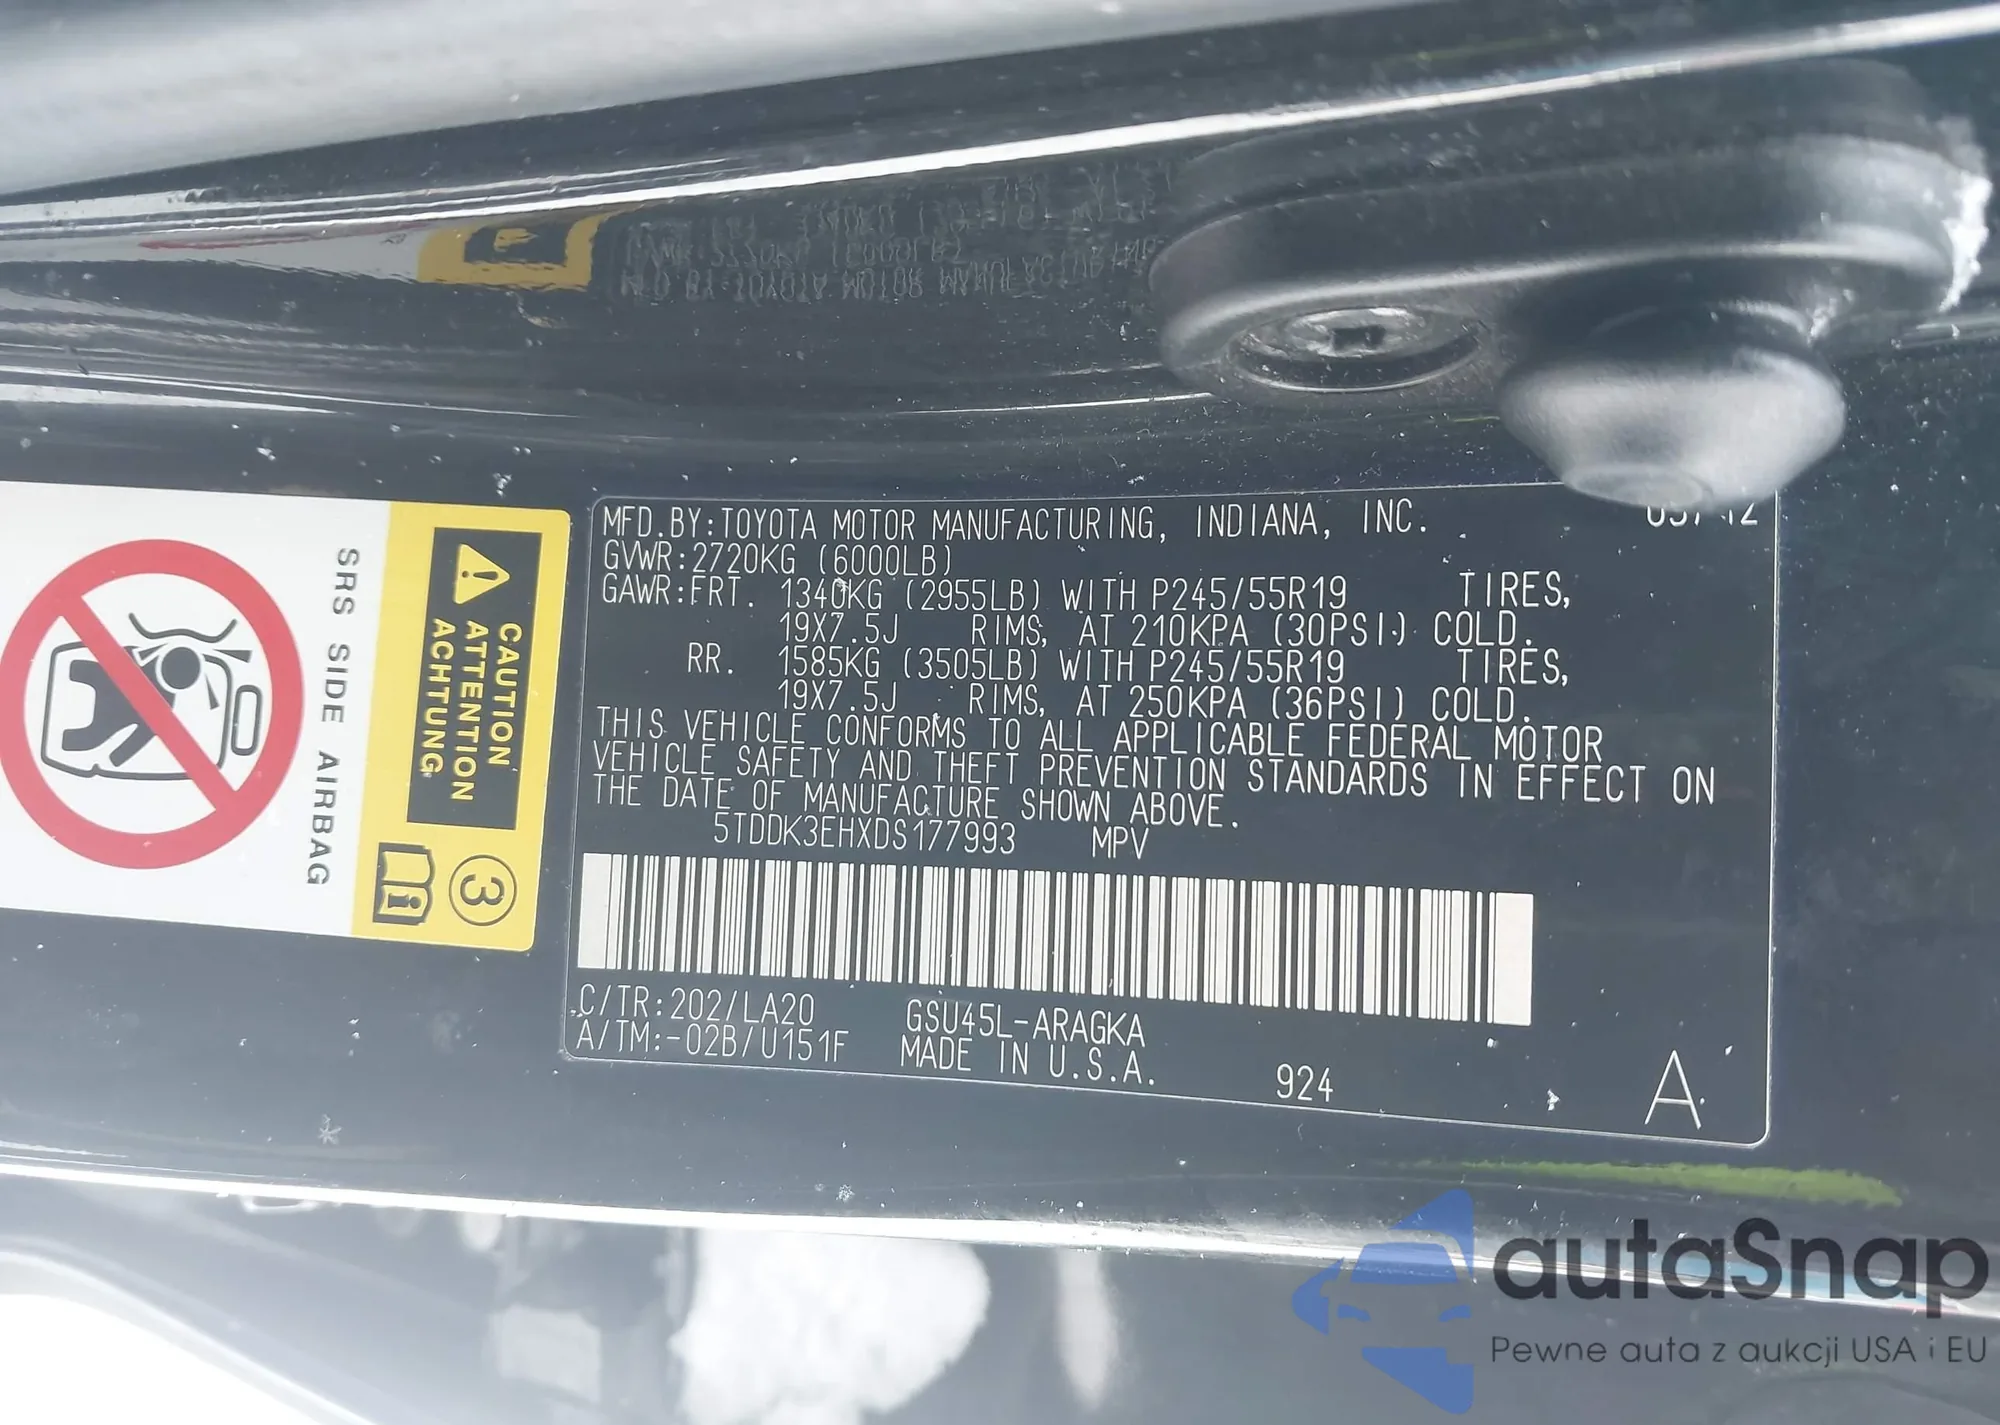 MFD.BY:TOYOTA MOTOR MANUFACTURING, INDIANA, INC.
GVWR:2720KG (6000LB)
GAWR:FRT. 1340KG (2955LB) WITH P245/55R19 TIRES,
19X7.5J RIMS, AT 210KPA (30PSI) COLD.
RR. 1585KG (3505LB) WITH P245/55R19 TIRES,
19X7.5J RIMS, AT 250KPA (36PSI) COLD.
THIS VEHICLE CONFORMS TO ALL APPLICABLE FEDERAL MOTOR
VEHICLE SAFETY AND THEFT PREVENTION STANDARDS IN EFFECT ON
THE DATE OF MANUFACTURE SHOWN ABOVE.
5TDDK3EHXDS177993 MPV
C/TR:202/LA20 GSU45L-ARAGKA
A/TM:-02B/U151F MADE IN U.S.A. 924 A
CAUTION
ATTENTION
ACHTUNG
3
i
SRS SIDE AIRBAG
autaSnap
Pewne auta z aukcji USA i EU